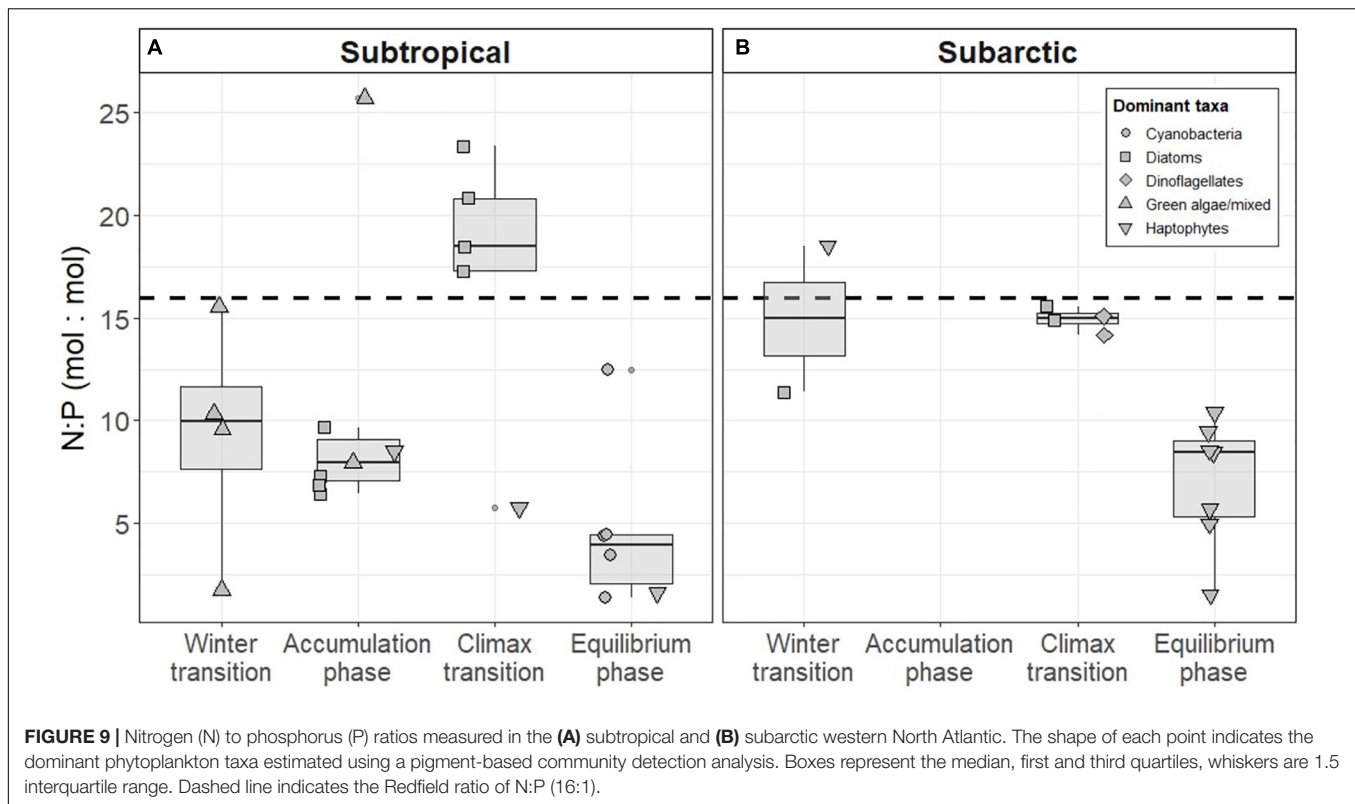 A
Subtropical
B
Subarctic
N:P (mol : mol)
25
20
15
10
5
Dominant taxa
Cyanobacteria
Diatoms
Dinoflagellates
Green algae/mixed
Haptophytes
Winter
transition
Accumulation
phase
Climax
transition
Equilibrium
phase
Winter
transition
Accumulation
phase
Climax
transition
Equilibrium
phase
FIGURE 9 | Nitrogen (N) to phosphorus (P) ratios measured in the (A) subtropical and (B) subarctic western North Atlantic. The shape of each point indicates the
dominant phytoplankton taxa estimated using a pigment-based community detection analysis. Boxes represent the median, first and third quartiles, whiskers are 1.5
interquartile range. Dashed line indicates the Redfield ratio of N:P (16:1).